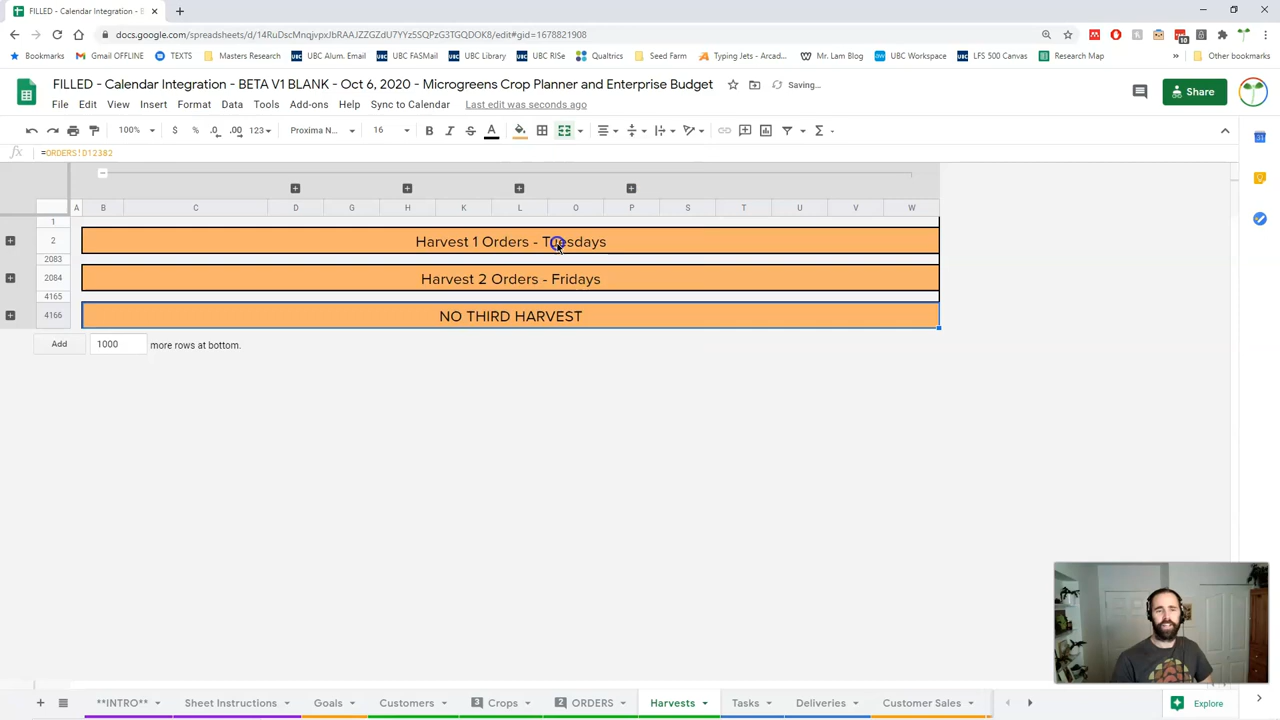 FILLED - Calendar Integration - E
docs.google.com/spreadsheets/d/14RuDscMnqjvpx/bRAAJZZGZdU7YYz5SQPzG3TGQDOK8/edit#gid=1678821908
Bookmarks Gmail OFFLINE TEXTS Masters Research UBC Alum. Email UBC FASMail UBC Library UBC RISe Qualtrics Seed Farm Typing Jets - Arcad... Mr. Lam Blog UBC Workspace LFS 500 Canvas Research Map » Other bookmarks
FILLED - Calendar Integration - BETA V1 BLANK - Oct 6, 2020 - Microgreens Crop Planner and Enterprise Budget Saving...
File Edit View Insert Format Data Tools Add-ons Help Sync to Calendar Last edit was seconds ago
Share
100% $ % .0 .00 123 Proxima N... 16 B I S A
fx =ORDERS!D12382
A B C D G H K L O P S T U V W
1
2 Harvest 1 Orders - Tuesdays
2083
2084 Harvest 2 Orders - Fridays
4165
4166 NO THIRD HARVEST
Add 1000 more rows at bottom.
**INTRO** Sheet Instructions Goals Customers 3 Crops 2 ORDERS Harvests Tasks Deliveries Customer Sales Explore